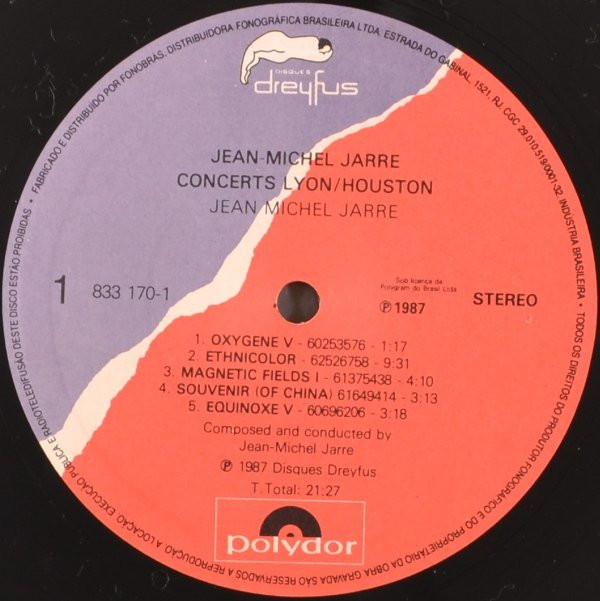 FABRICADO E DISTRIBUIDO POR FONOBRAS, DISTRIBUIDORA FONOGRÁFICA BRASILEIRA LTDA, ESTRADA DO GABINAL, 1521, RJ, CGC 29.010.519/0001-32, INDUSTRIA BRASILEIRA. • TODOS OS DIREITOS DO PRODUTOR FONOGRÁFICO E DO PROPRIETARIO DA OBRA GRAVADA SÃO RESERVADOS A REPRODUÇÃO A LOCAÇÃO, EXECUÇÃO PÚBLICA E RADIOTELEDIFUSÃO DESTE DISCO ESTÃO PROIBIDAS •
DISQUES
dreyfus
JEAN-MICHEL JARRE
CONCERTS LYON/HOUSTON
JEAN MICHEL JARRE
1
833 170-1
Sob licença da
Polygram do Brasil Ltda
℗ 1987
STEREO
1. OXYGENE V - 60253576 - 1:17
2. ETHNICOLOR - 62526758 - 9:31
3. MAGNETIC FIELDS I - 61375438 - 4:10
4. SOUVENIR (OF CHINA) 61649414 - 3:13
5. EQUINOXE V - 60696206 - 3:18
Composed and conducted by
Jean-Michel Jarre
℗ 1987 Disques Dreyfus
T. Total: 21:27
polydor